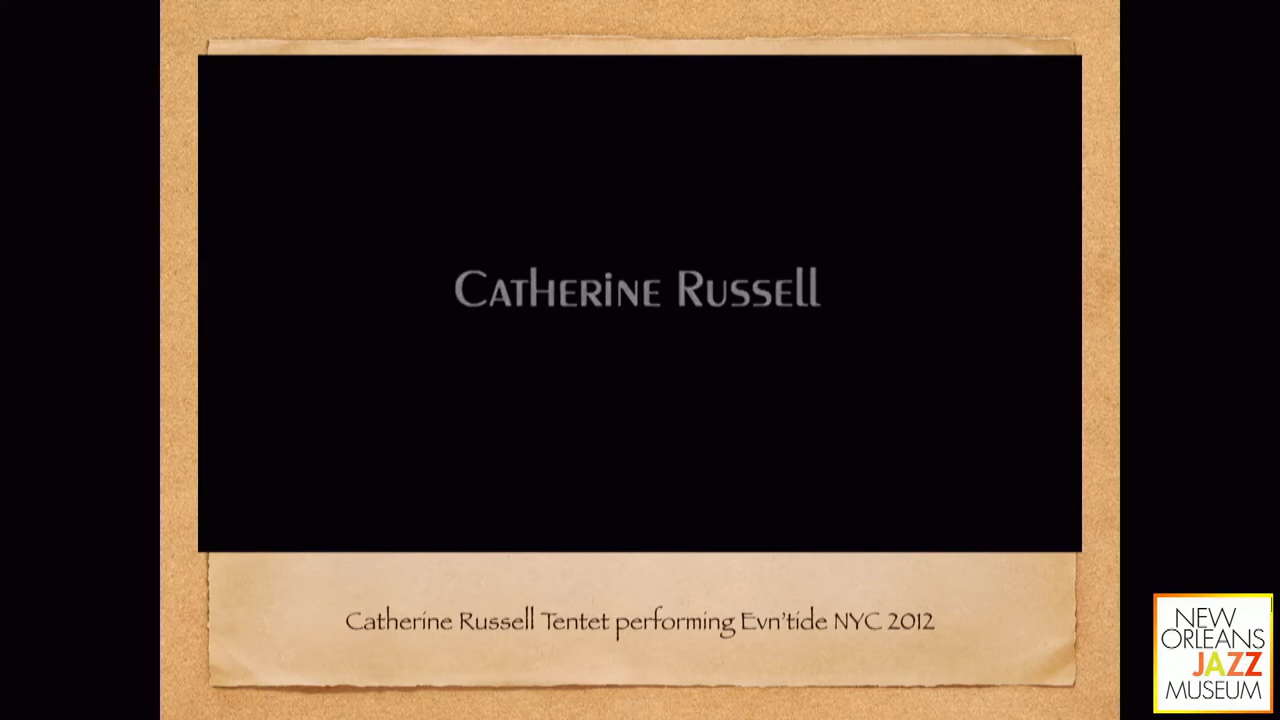 Catherine Russell
Catherine Russell Tentet performing Evn'tide NYC 2012
NEW
ORLEANS
JAZZ
MUSEUM